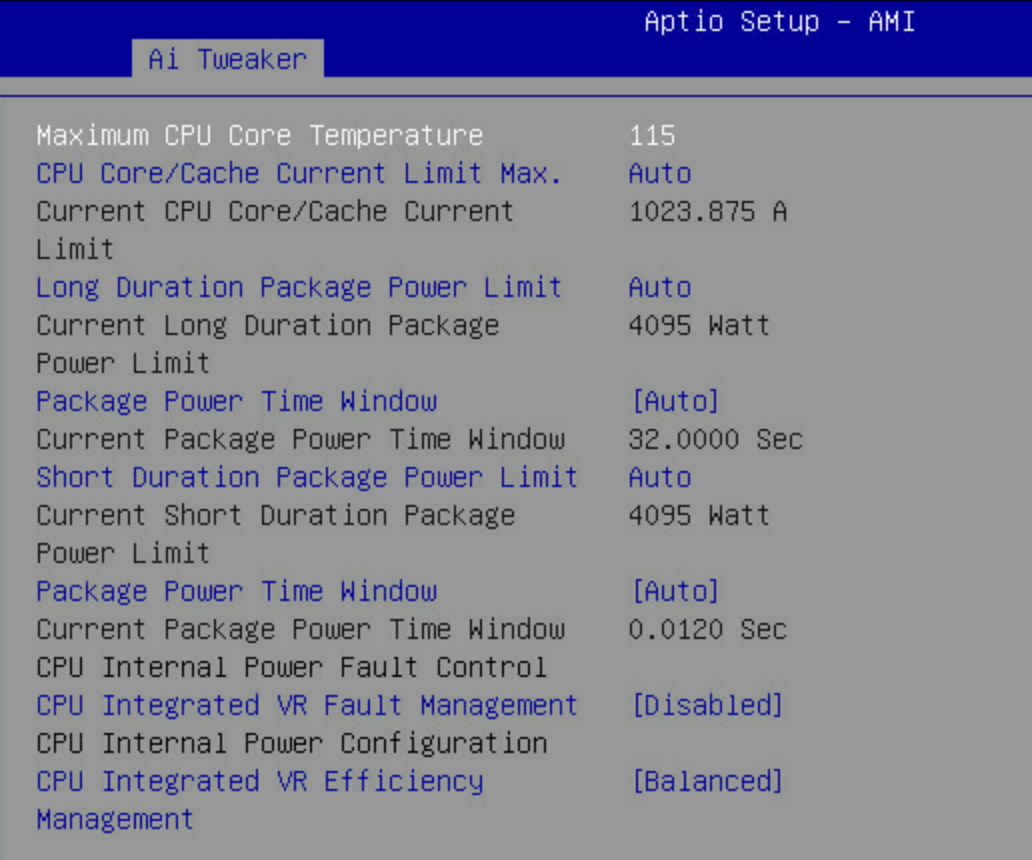 Aptio Setup – AMI
Ai Tweaker
Maximum CPU Core Temperature 115
CPU Core/Cache Current Limit Max. Auto
Current CPU Core/Cache Current 1023.875 A
Limit
Long Duration Package Power Limit Auto
Current Long Duration Package 4095 Watt
Power Limit
Package Power Time Window [Auto]
Current Package Power Time Window 32.0000 Sec
Short Duration Package Power Limit Auto
Current Short Duration Package 4095 Watt
Power Limit
Package Power Time Window [Auto]
Current Package Power Time Window 0.0120 Sec
CPU Internal Power Fault Control
CPU Integrated VR Fault Management [Disabled]
CPU Internal Power Configuration
CPU Integrated VR Efficiency [Balanced]
Management